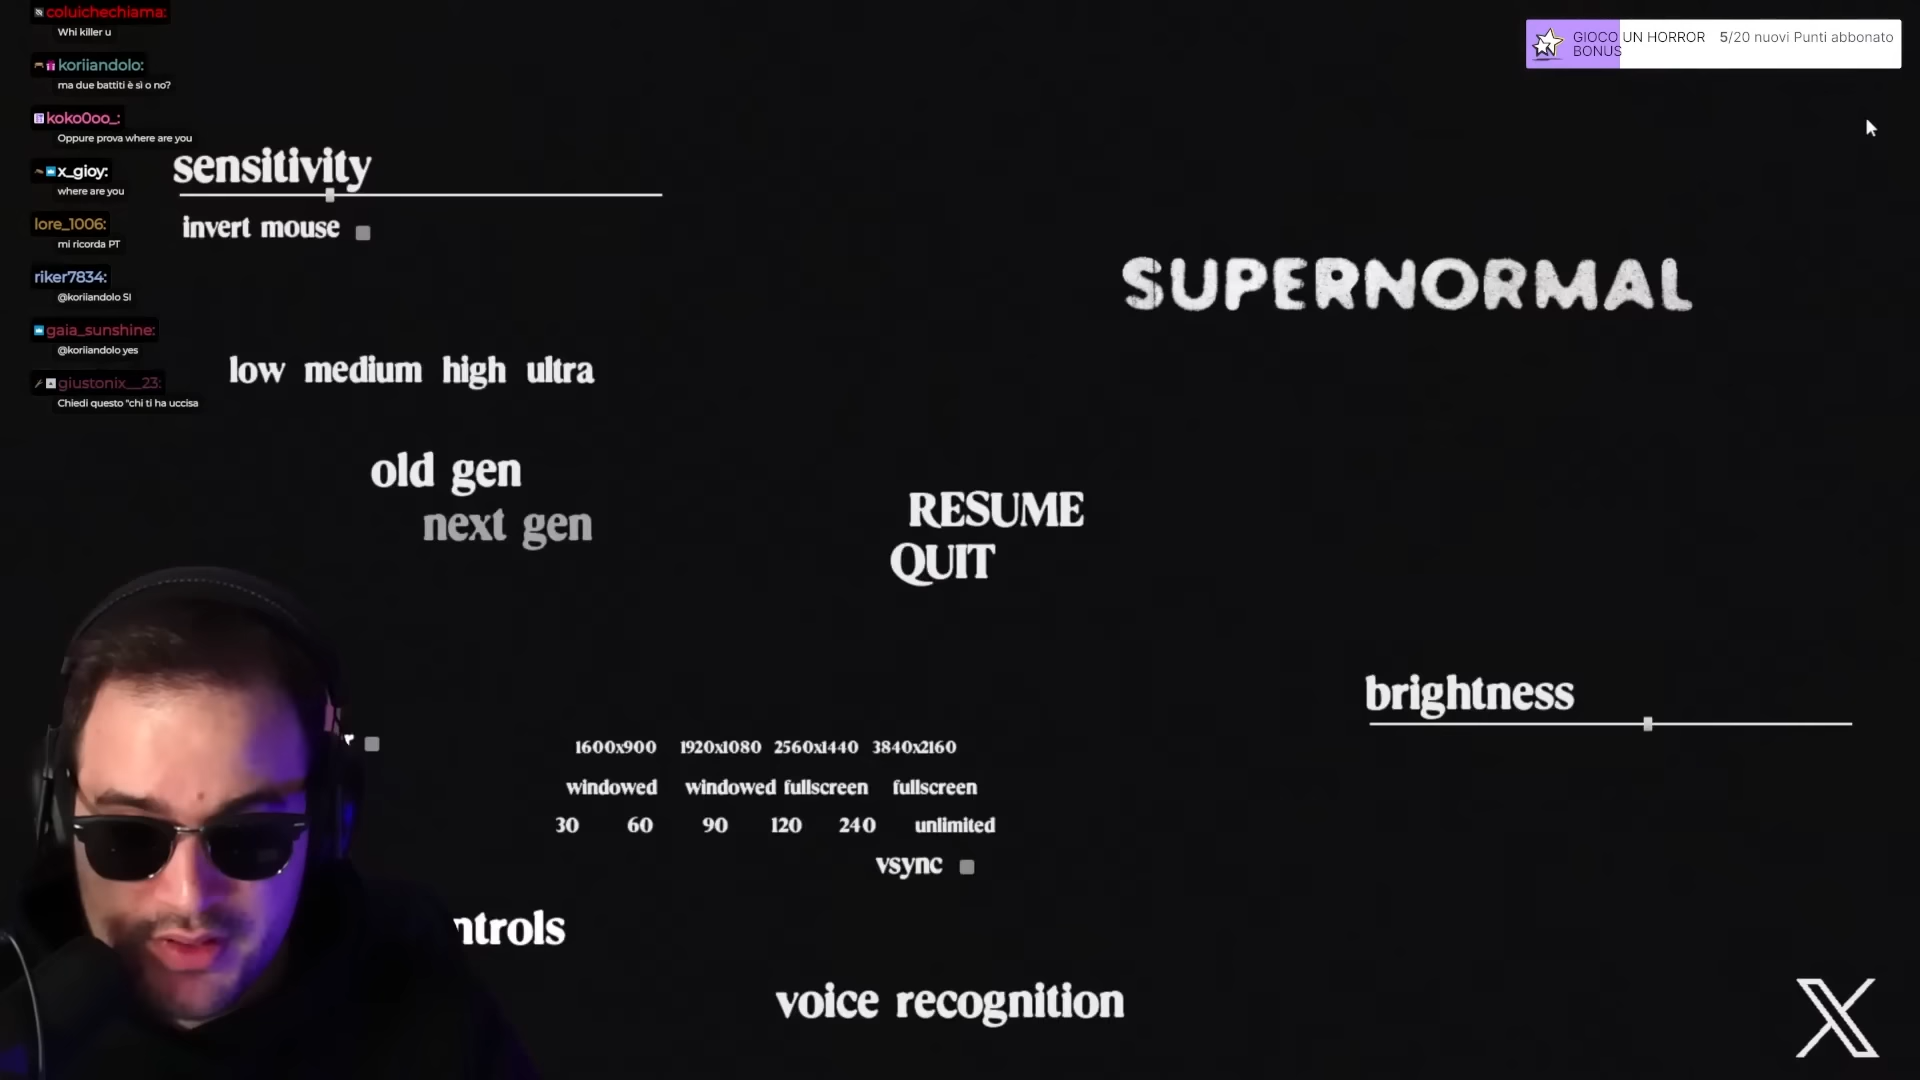 coluichechiama:
Whi killer u
koriiandolo:
ma due battiti è sì o no?
koko0oo_:
Oppure prova where are you
x_gioy:
where are you
lore_1006:
mi ricorda PT
riker7834:
@koriiandolo SI
gaia_sunshine:
@koriiandolo yes
giustonix__23:
Chiedi questo "chi ti ha uccisa
GIOCO UN HORROR BONUS
5/20 nuovi Punti abbonato
sensitivity
invert mouse
SUPERNORMAL
low medium high ultra
old gen
next gen
RESUME
QUIT
brightness
1600x900 1920x1080 2560x1440 3840x2160
windowed windowed fullscreen fullscreen
30 60 90 120 240 unlimited
vsync
ntrols
voice recognition
X